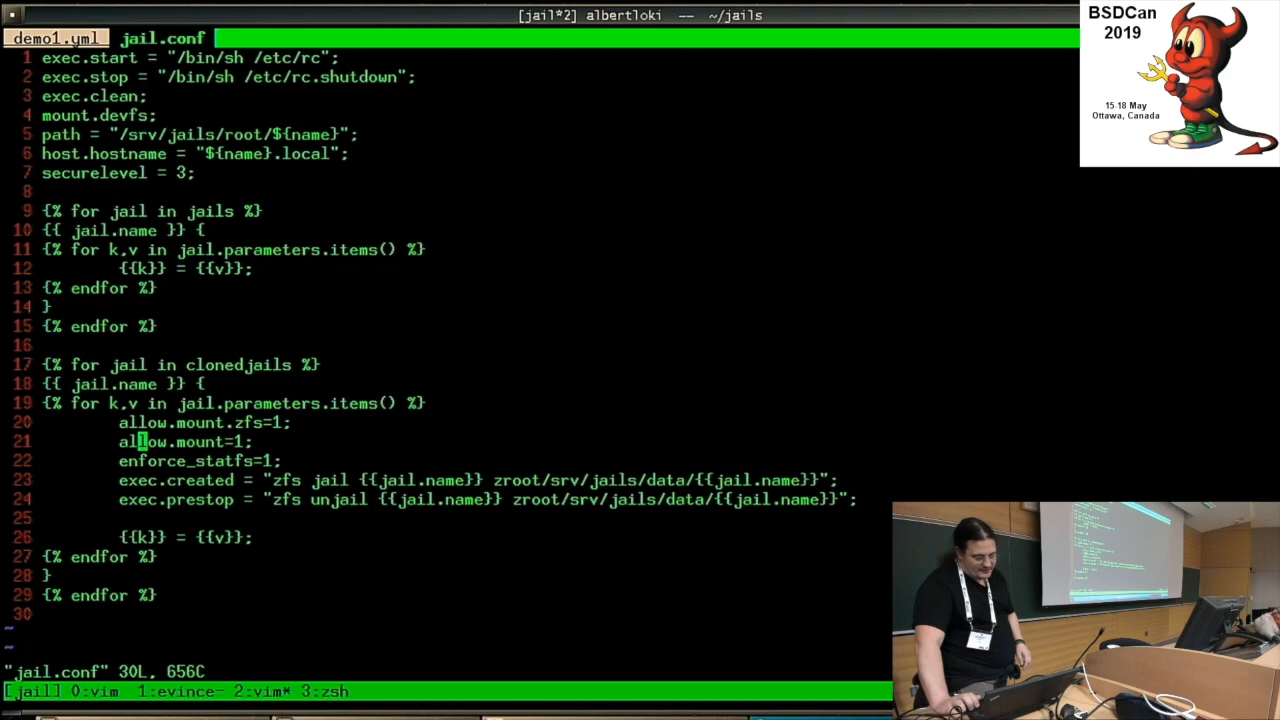 [jail*2] albertloki -- ~/jails
demo1.yml jail.conf
1 exec.start = "/bin/sh /etc/rc";
2 exec.stop = "/bin/sh /etc/rc.shutdown";
3 exec.clean;
4 mount.devfs;
5 path = "/srv/jails/root/${name}";
6 host.hostname = "${name}.local";
7 securelevel = 3;
8
9 {% for jail in jails %}
10 {{ jail.name }} {
11 {% for k,v in jail.parameters.items() %}
12 {{k}} = {{v}};
13 {% endfor %}
14 }
15 {% endfor %}
16
17 {% for jail in clonedjails %}
18 {{ jail.name }} {
19 {% for k,v in jail.parameters.items() %}
20 allow.mount.zfs=1;
21 allow.mount=1;
22 enforce_statfs=1;
23 exec.created = "zfs jail {{jail.name}} zroot/srv/jails/data/{{jail.name}}";
24 exec.prestop = "zfs unjail {{jail.name}} zroot/srv/jails/data/{{jail.name}}";
25
26 {{k}} = {{v}};
27 {% endfor %}
28 }
29 {% endfor %}
30
~
~
"jail.conf" 30L, 656C
[jail] 0:vim 1:evince- 2:vim* 3:zsh
BSDCan
2019
15-18 May
Ottawa, Canada